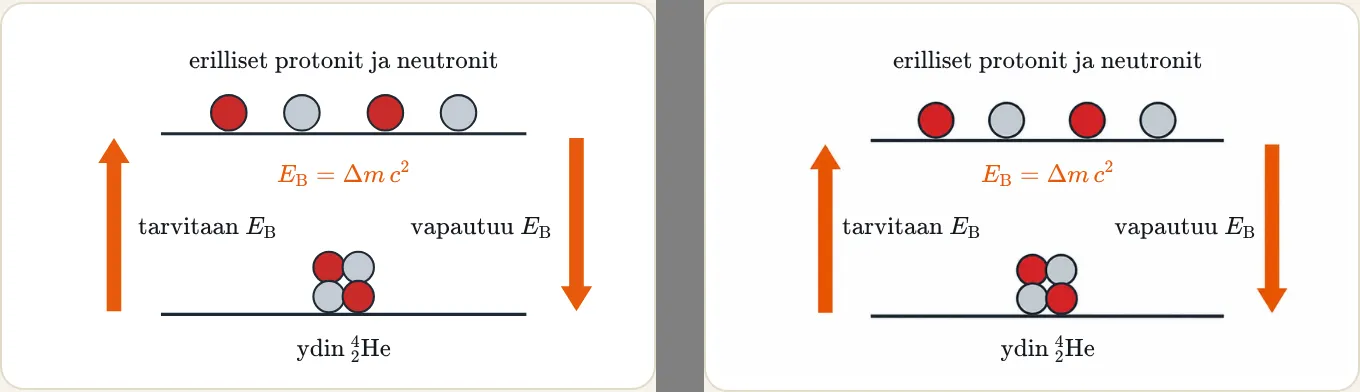 erilliset protonit ja neutronit
E_B = Δm c²
tarvitaan E_B
vapautuu E_B
ydin ⁴₂He
erilliset protonit ja neutronit
E_B = Δm c²
tarvitaan E_B
vapautuu E_B
ydin ⁴₂He